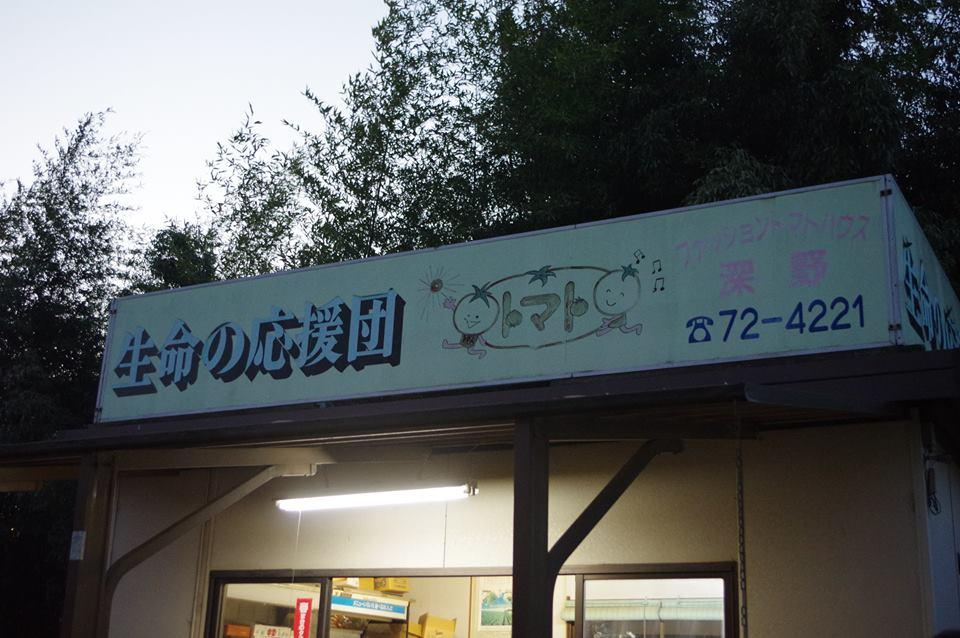 生命の応援団
トマト
ファッショントマトハウス
深野
☎72-4221